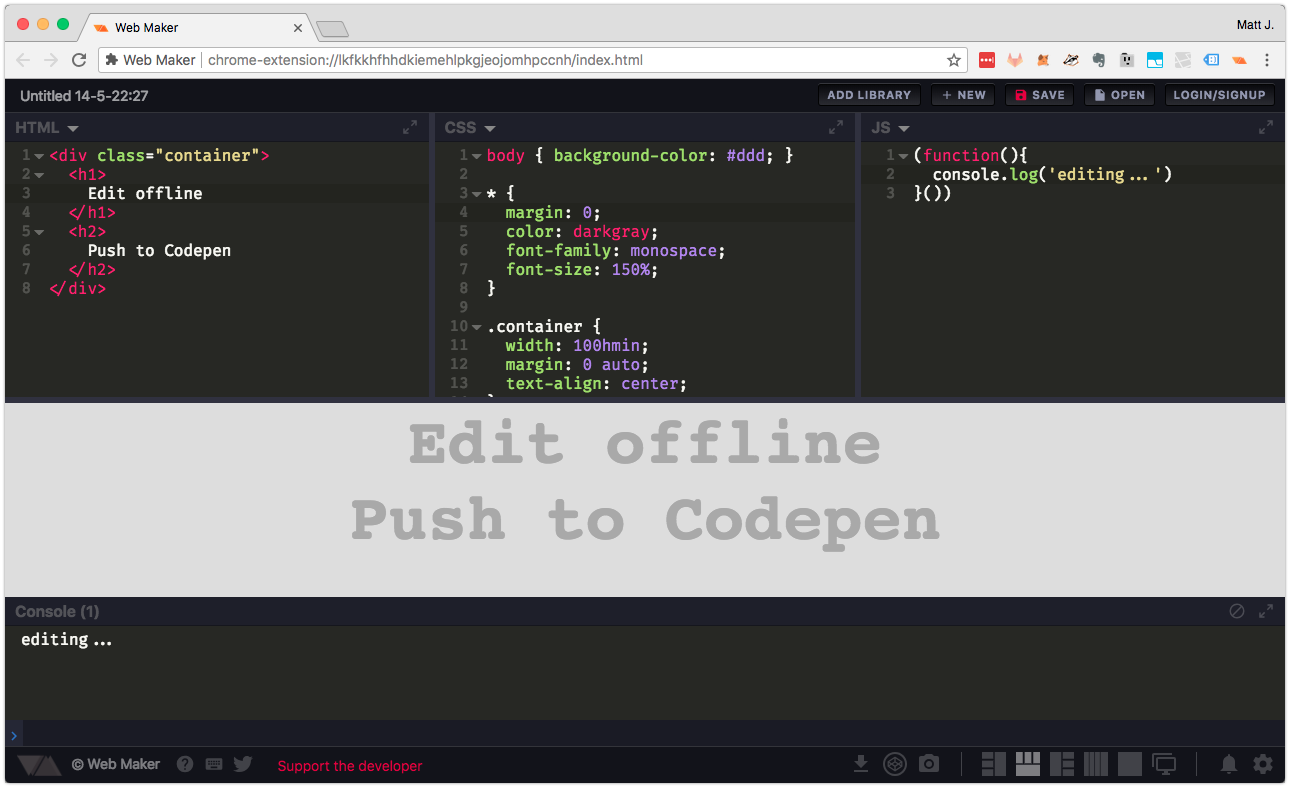 Web Maker
Matt J.
Web Maker chrome-extension://lkfkkhfhhdkiemehlpkgjeojomhpccnh/index.html
Untitled 14-5-22:27
ADD LIBRARY
+ NEW
SAVE
OPEN
LOGIN/SIGNUP
HTML
1 <div class="container">
2 <h1>
3 Edit offline
4 </h1>
5 <h2>
6 Push to Codepen
7 </h2>
8 </div>
CSS
1 body { background-color: #ddd; }
2
3 * {
4 margin: 0;
5 color: darkgray;
6 font-family: monospace;
7 font-size: 150%;
8 }
9
10 .container {
11 width: 100hmin;
12 margin: 0 auto;
13 text-align: center;
JS
1 (function(){
2 console.log('editing...')
3 }())
Edit offline
Push to Codepen
Console (1)
editing...
© Web Maker
Support the developer